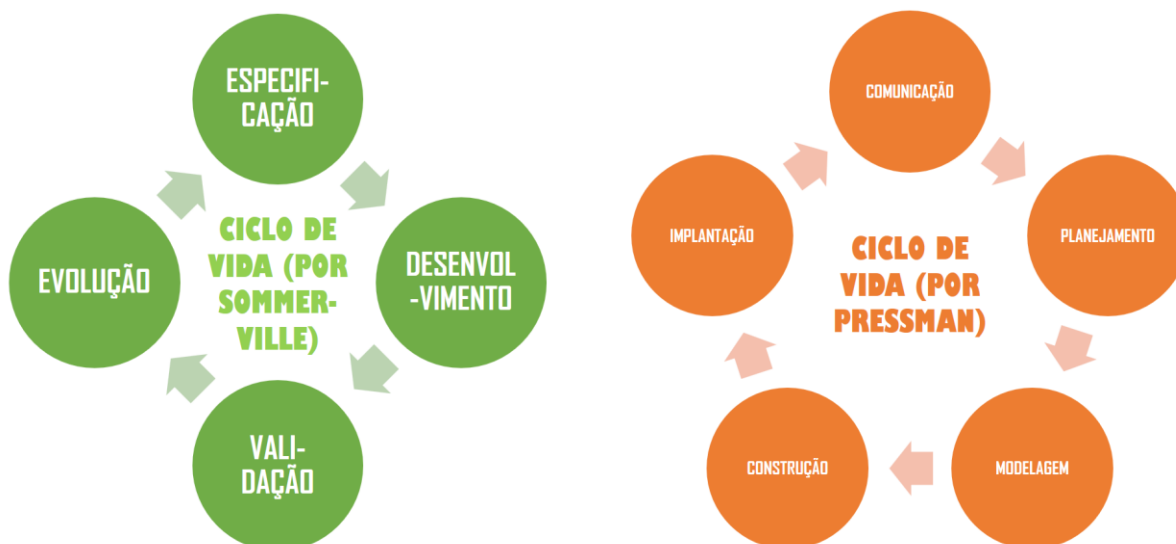 ESPECIFI-
CAÇÃO
DESENVOL
-VIMENTO
VALI-
DAÇÃO
EVOLUÇÃO
CICLO DE
VIDA (POR
SOMMER-
VILLE)
COMUNICAÇÃO
PLANEJAMENTO
MODELAGEM
CONSTRUÇÃO
IMPLANTAÇÃO
CICLO DE
VIDA (POR
PRESSMAN)